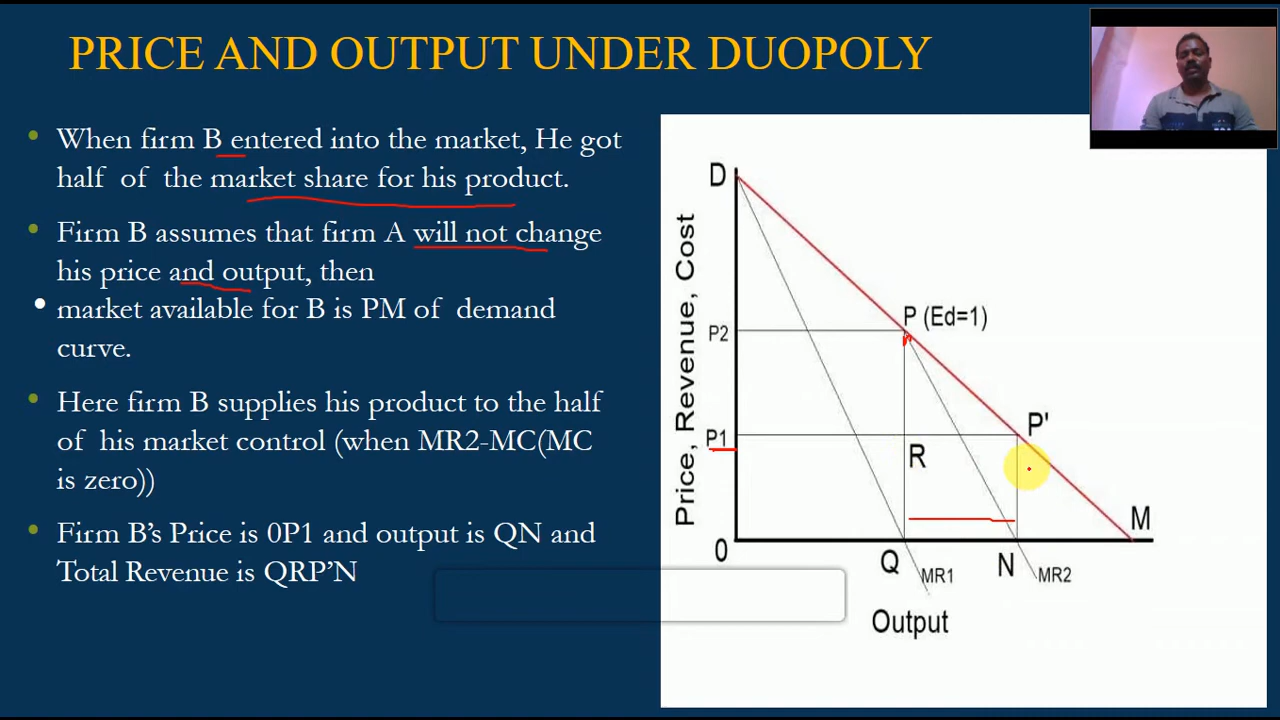 PRICE AND OUTPUT UNDER DUOPOLY
• When firm B entered into the market, He got
half of the market share for his product.
• Firm B assumes that firm A will not change
his price and output, then
• market available for B is PM of demand
curve.
• Here firm B supplies his product to the half
of his market control (when MR2-MC(MC
is zero))
• Firm B's Price is 0P1 and output is QN and
Total Revenue is QRP'N
Price, Revenue, Cost
D
P2
P (Ed=1)
P1
P'
R
M
0
Q
MR1
N
MR2
Output